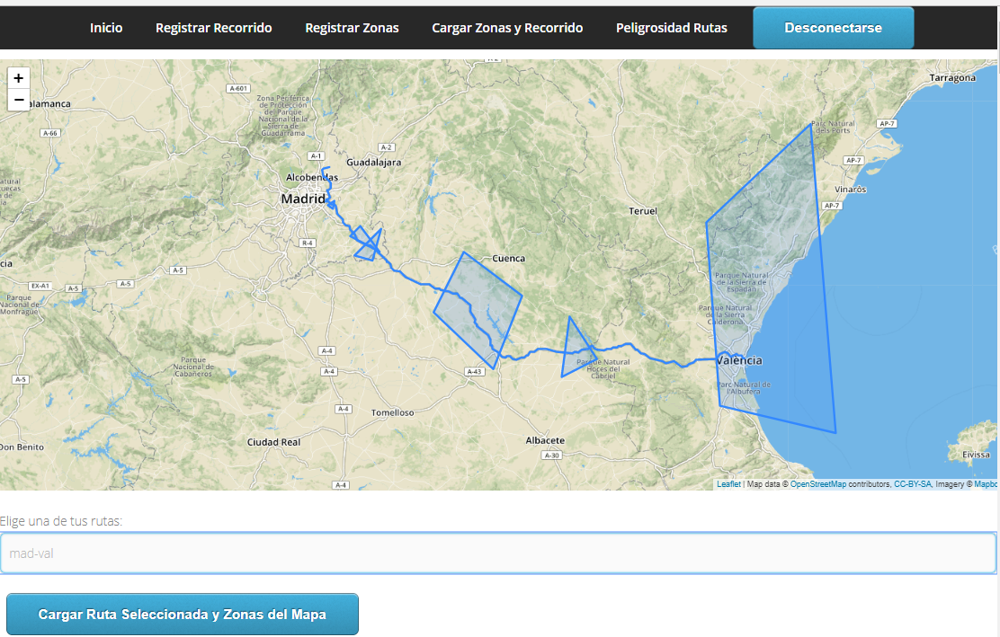 Inicio Registrar Recorrido Registrar Zonas Cargar Zonas y Recorrido Peligrosidad Rutas Desconectarse
+
−
alamanca
A-66
A-601
Zona Periférica
de Protección
del Parque
Nacional de la
Sierra de
Guadarrama
A-2
A-1
A-2
Guadalajara
Alcobendas
Madrid
R-4
Tarragona
Parc Natural
dels Ports
AP-7
AP-7
Vinaròs
AP-7
Teruel
Cuenca
cia
EX-A1
A-5
A-5
A-5
Parque
Nacional de
Monfragüe
Parque Natural
de la Sierra de
Espadán
Parque Natural
de la Sierra
Calderona
A-4
A-4
Parque
Nacional de
Cabañeros
A-5
A-43
Parque Natural
Hoces del
Cabriel
València
Parc Natural de
l'Albufera
A-4
Tomelloso
Don Benito
Ciudad Real
Albacete
A-30
Eivissa
A-4
Leaflet | Map data © OpenStreetMap contributors, CC-BY-SA, Imagery © Mapbo
Elige una de tus rutas:
mad-val
Cargar Ruta Seleccionada y Zonas del Mapa